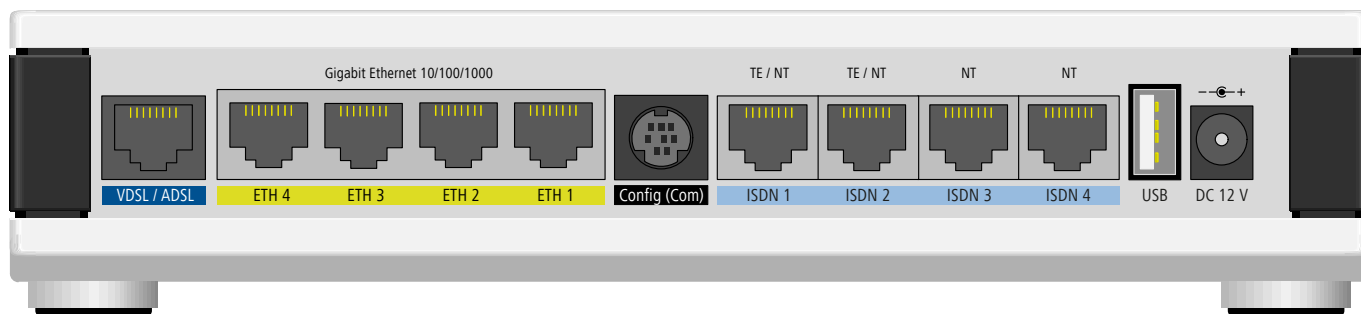 Gigabit Ethernet 10/100/1000 TE / NT TE / NT NT NT
− +
VDSL / ADSL ETH 4 ETH 3 ETH 2 ETH 1 Config (Com) ISDN 1 ISDN 2 ISDN 3 ISDN 4 USB DC 12 V